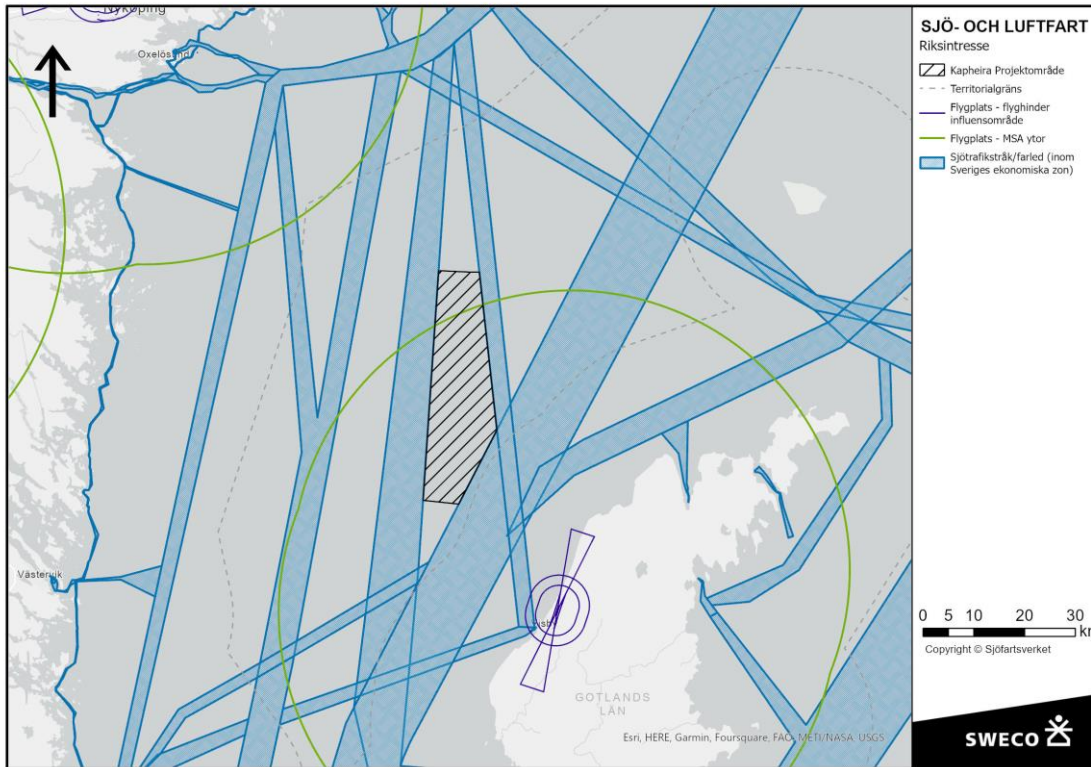 Nyköping
Oxelösund
Västervik
GOTLANDS
LÄN
Esri, HERE, Garmin, Foursquare, FAO, METI/NASA, USGS
SJÖ- OCH LUFTFART
Riksintresse
Kapheira Projektområde
Territorialgräns
Flygplats - flyghinder
influensområde
Flygplats - MSA ytor
Sjötrafikstråk/farled (inom
Sveriges ekonomiska zon)
0 5 10 20 30
km
Copyright © Sjöfartsverket
SWECO